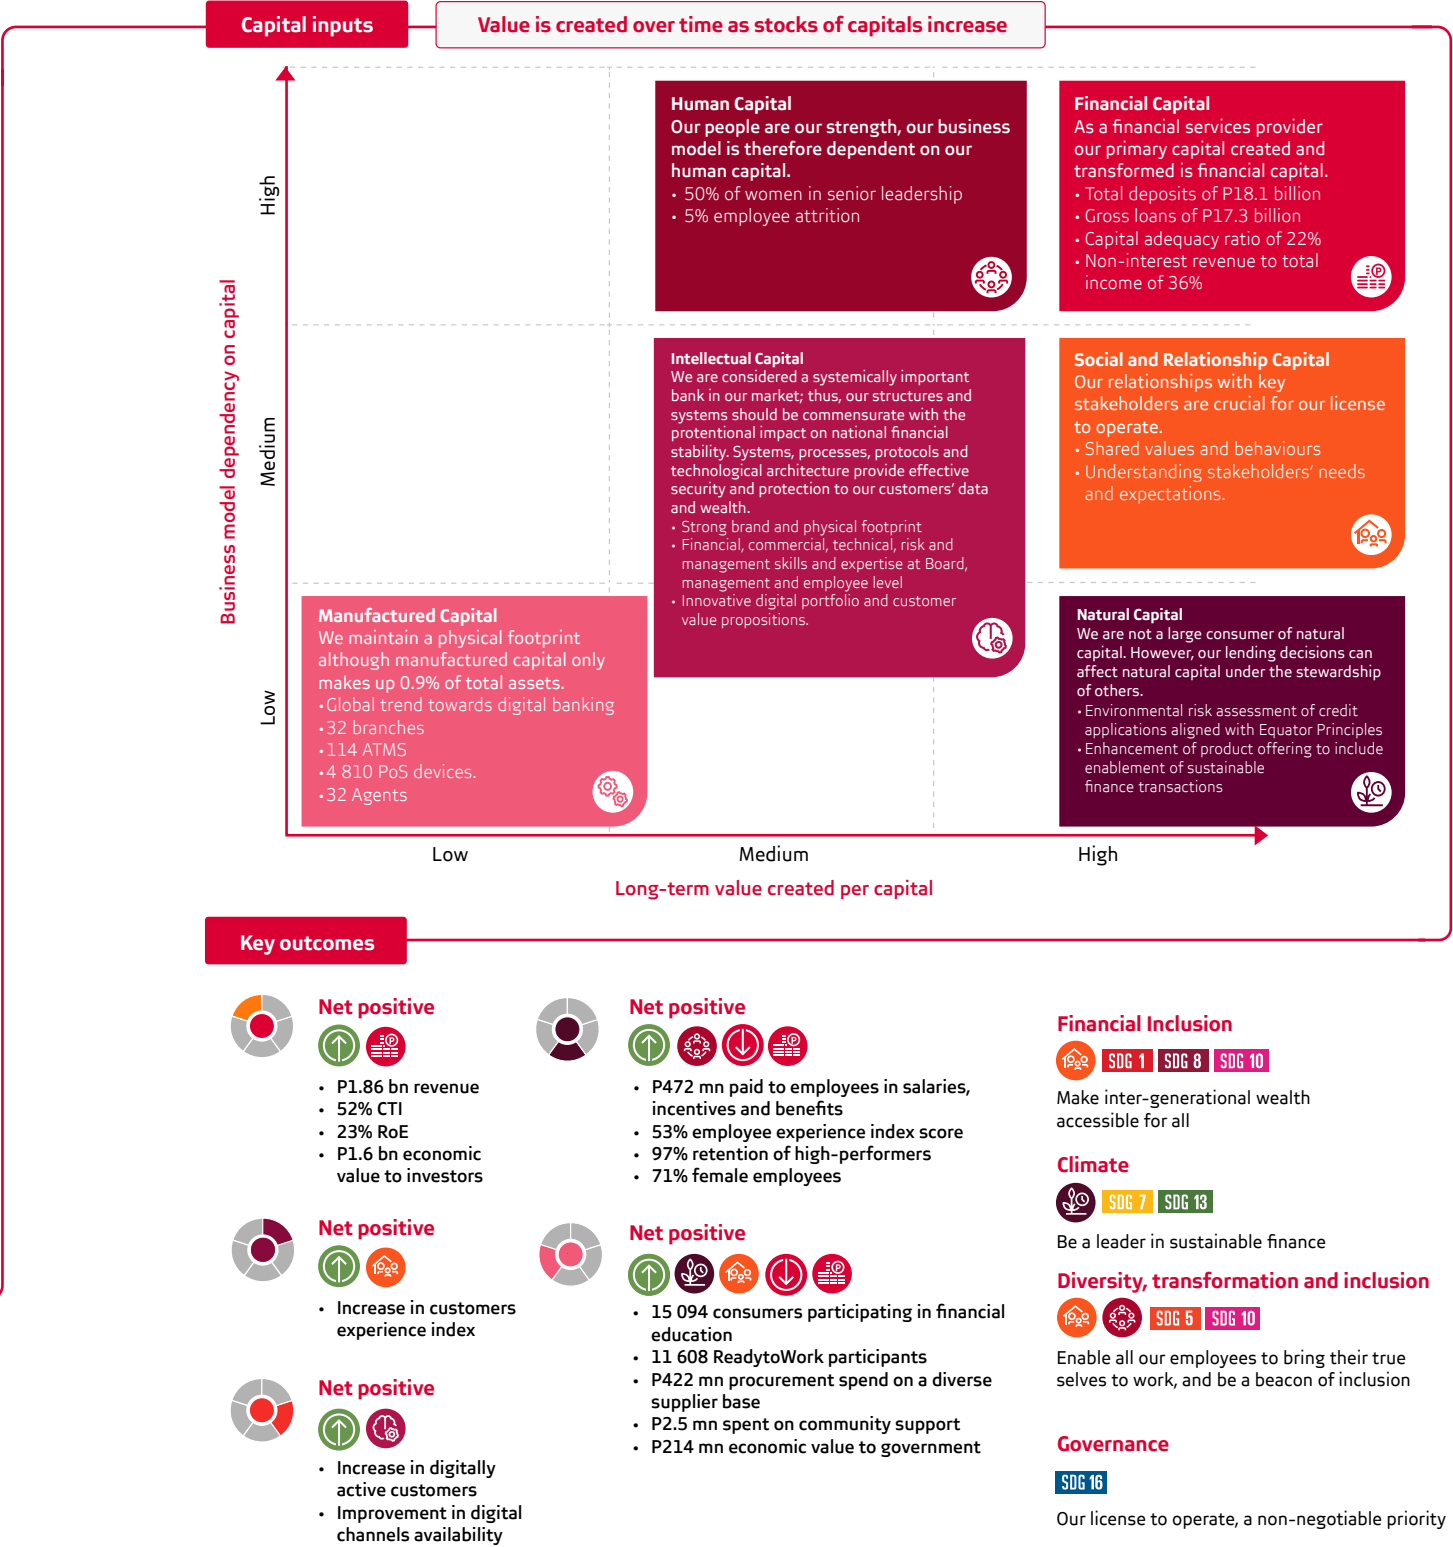 Capital inputs
Value is created over time as stocks of capitals increase
Business model dependency on capital
High
Medium
Low
Human Capital
Our people are our strength, our business
model is therefore dependent on our
human capital.
• 50% of women in senior leadership
• 5% employee attrition
Financial Capital
As a financial services provider
our primary capital created and
transformed is financial capital.
• Total deposits of P18.1 billion
• Gross loans of P17.3 billion
• Capital adequacy ratio of 22%
• Non-interest revenue to total
income of 36%
Intellectual Capital
We are considered a systemically important
bank in our market; thus, our structures and
systems should be commensurate with the
protentional impact on national financial
stability. Systems, processes, protocols and
technological architecture provide effective
security and protection to our customers’ data
and wealth.
• Strong brand and physical footprint
• Financial, commercial, technical, risk and
management skills and expertise at Board,
management and employee level
• Innovative digital portfolio and customer
value propositions.
Social and Relationship Capital
Our relationships with key
stakeholders are crucial for our license
to operate.
• Shared values and behaviours
• Understanding stakeholders’ needs
and expectations.
Manufactured Capital
We maintain a physical footprint
although manufactured capital only
makes up 0.9% of total assets.
• Global trend towards digital banking
• 32 branches
• 114 ATMS
• 4 810 PoS devices.
• 32 Agents
Natural Capital
We are not a large consumer of natural
capital. However, our lending decisions can
affect natural capital under the stewardship
of others.
• Environmental risk assessment of credit
applications aligned with Equator Principles
• Enhancement of product offering to include
enablement of sustainable
finance transactions
Low
Medium
High
Long-term value created per capital
Key outcomes
Net positive
P
• P1.86 bn revenue
• 52% CTI
• 23% RoE
• P1.6 bn economic
value to investors
Net positive
• Increase in customers
experience index
Net positive
• Increase in digitally
active customers
• Improvement in digital
channels availability
Net positive
P
• P472 mn paid to employees in salaries,
incentives and benefits
• 53% employee experience index score
• 97% retention of high-performers
• 71% female employees
Net positive
P
• 15 094 consumers participating in financial
education
• 11 608 ReadytoWork participants
• P422 mn procurement spend on a diverse
supplier base
• P2.5 mn spent on community support
• P214 mn economic value to government
Financial Inclusion
SDG 1 SDG 8 SDG 10
Make inter-generational wealth
accessible for all
Climate
SDG 7 SDG 13
Be a leader in sustainable finance
Diversity, transformation and inclusion
SDG 5 SDG 10
Enable all our employees to bring their true
selves to work, and be a beacon of inclusion
Governance
SDG 16
Our license to operate, a non-negotiable priority